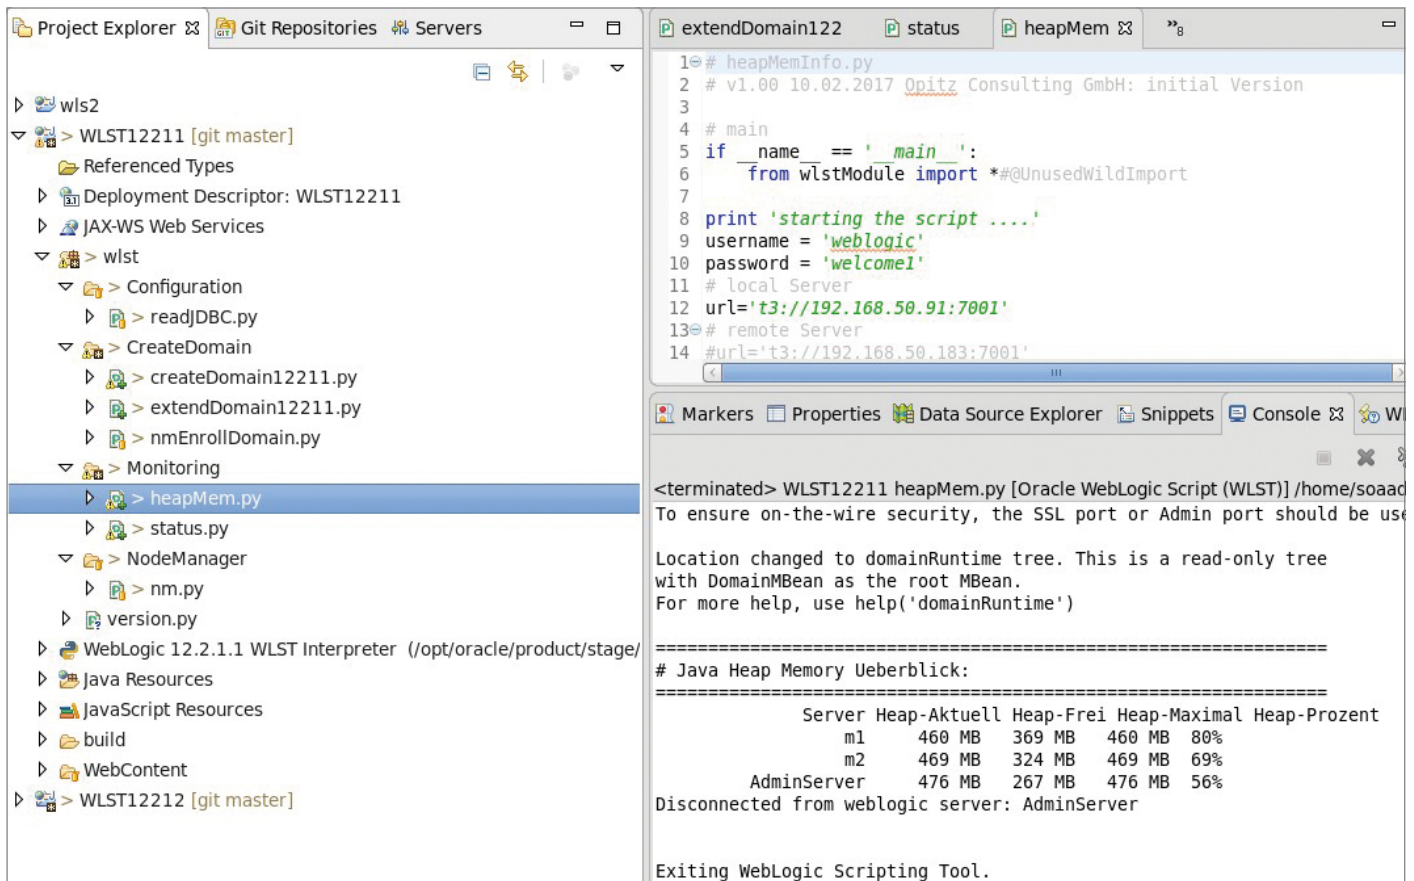 Project Explorer Git Repositories Servers
wls2
> WLST12211 [git master]
Referenced Types
Deployment Descriptor: WLST12211
JAX-WS Web Services
> wlst
> Configuration
> readJDBC.py
> CreateDomain
> createDomain12211.py
> extendDomain12211.py
> nmEnrollDomain.py
> Monitoring
> heapMem.py
> status.py
> NodeManager
> nm.py
version.py
WebLogic 12.2.1.1 WLST Interpreter (/opt/oracle/product/stage/
Java Resources
JavaScript Resources
build
WebContent
> WLST12212 [git master]
extendDomain122 status heapMem »8
1 # heapMemInfo.py
2 # v1.00 10.02.2017 Opitz Consulting GmbH: initial Version
3
4 # main
5 if __name__ == '__main__':
6     from wlstModule import *#@UnusedWildImport
7
8 print 'starting the script ....'
9 username = 'weblogic'
10 password = 'welcome1'
11 # local Server
12 url='t3://192.168.50.91:7001'
13 # remote Server
14 #url='t3://192.168.50.183:7001'
Markers Properties Data Source Explorer Snippets Console
<terminated> WLST12211 heapMem.py [Oracle WebLogic Script (WLST)] /home/soaad
To ensure on-the-wire security, the SSL port or Admin port should be use
Location changed to domainRuntime tree. This is a read-only tree
with DomainMBean as the root MBean.
For more help, use help('domainRuntime')
================================================================
# Java Heap Memory Ueberblick:
================================================================
Server Heap-Aktuell Heap-Frei Heap-Maximal Heap-Prozent
m1 460 MB 369 MB 460 MB 80%
m2 469 MB 324 MB 469 MB 69%
AdminServer 476 MB 267 MB 476 MB 56%
Disconnected from weblogic server: AdminServer
Exiting WebLogic Scripting Tool.